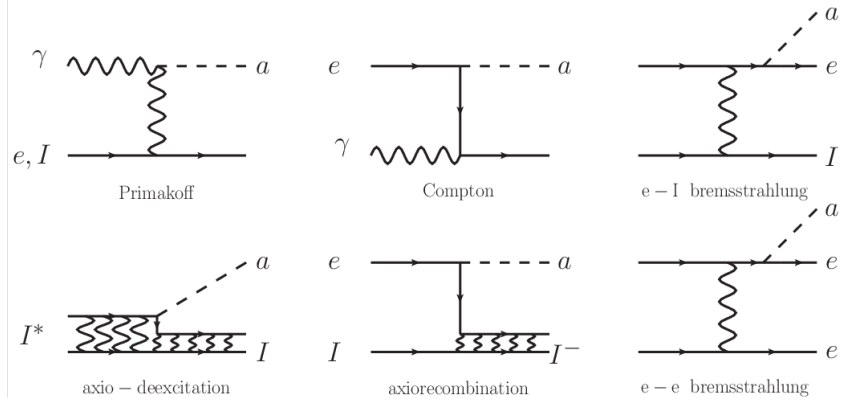 γ a
e, I
Primakoff
e a
γ
Compton
a
e
I
e − I bremsstrahlung
a
I* I
axio − deexcitation
e a
I I⁻
axiorecombination
a
e
e
e − e bremsstrahlung